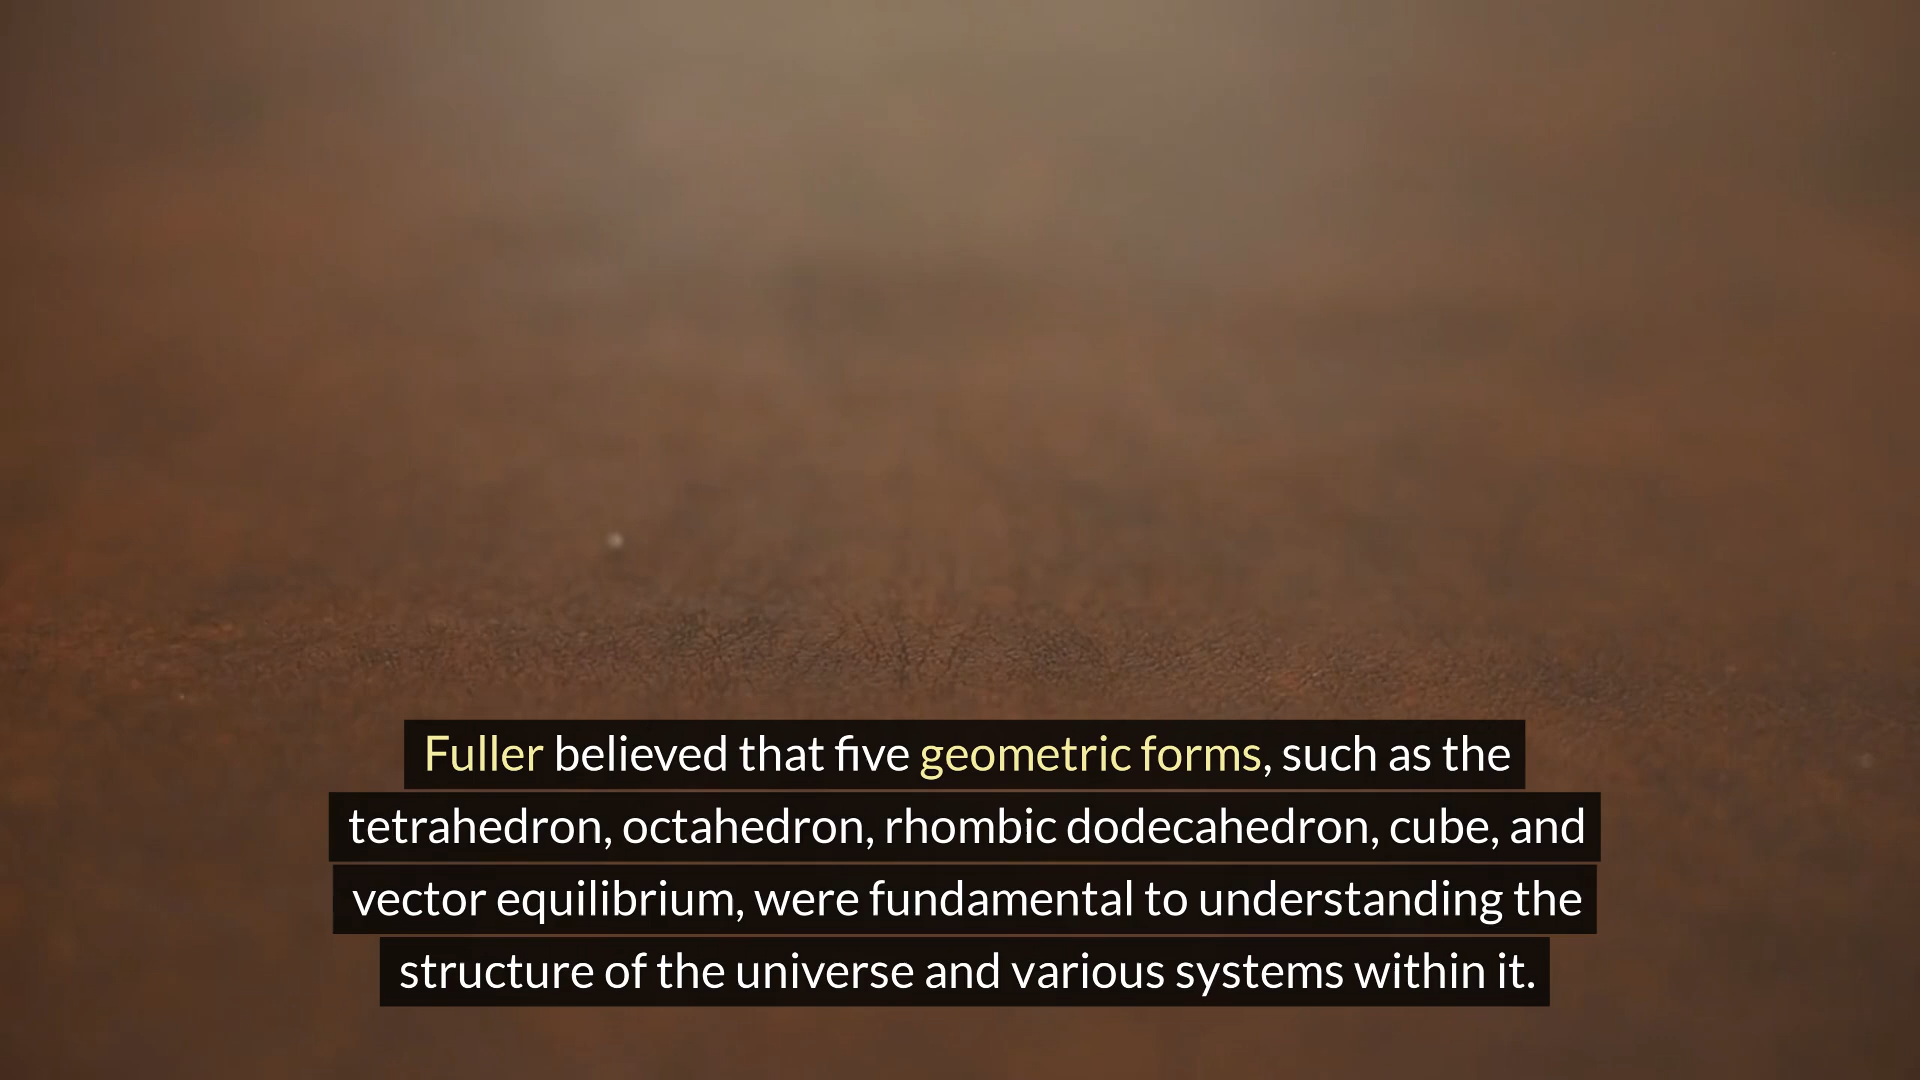 Fuller believed that five geometric forms, such as the
tetrahedron, octahedron, rhombic dodecahedron, cube, and
vector equilibrium, were fundamental to understanding the
structure of the universe and various systems within it.